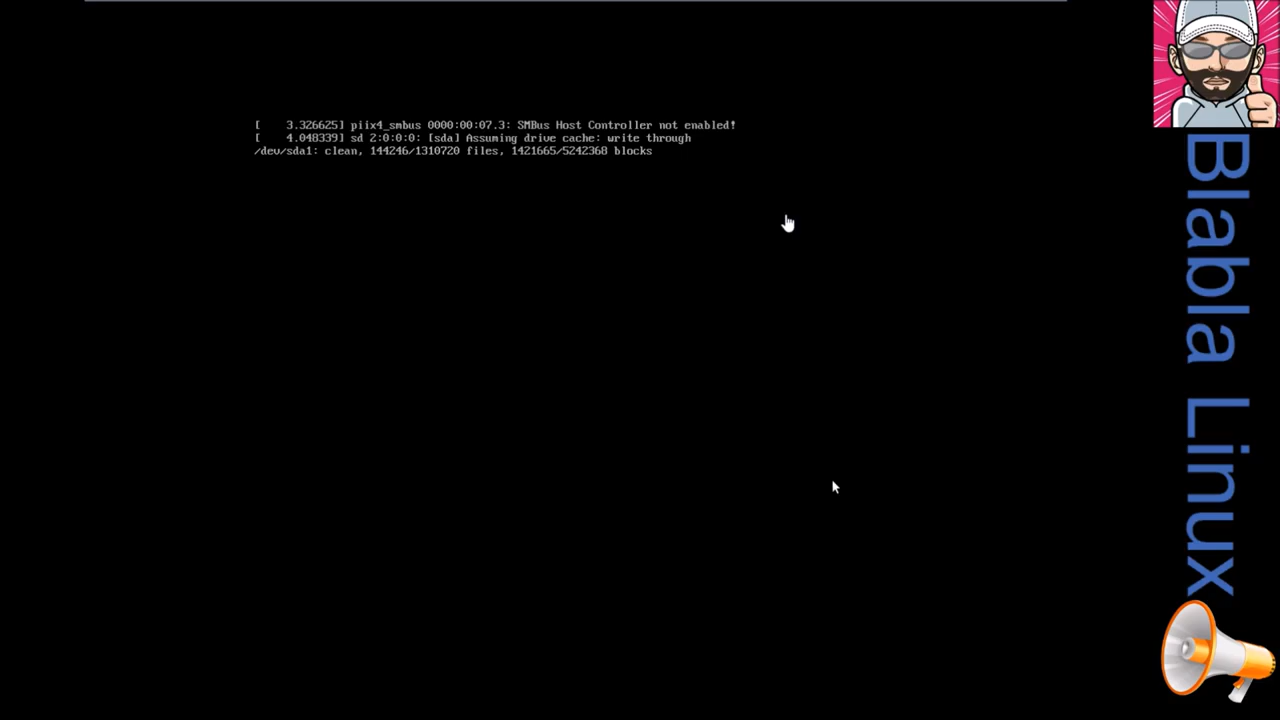 [    3.326625] piix4_smbus 0000:00:07.3: SMBus Host Controller not enabled!
[    4.048339] sd 2:0:0:0: [sda] Assuming drive cache: write through
/dev/sda1: clean, 144246/1310720 files, 1421665/5242368 blocks
Blabla Linux